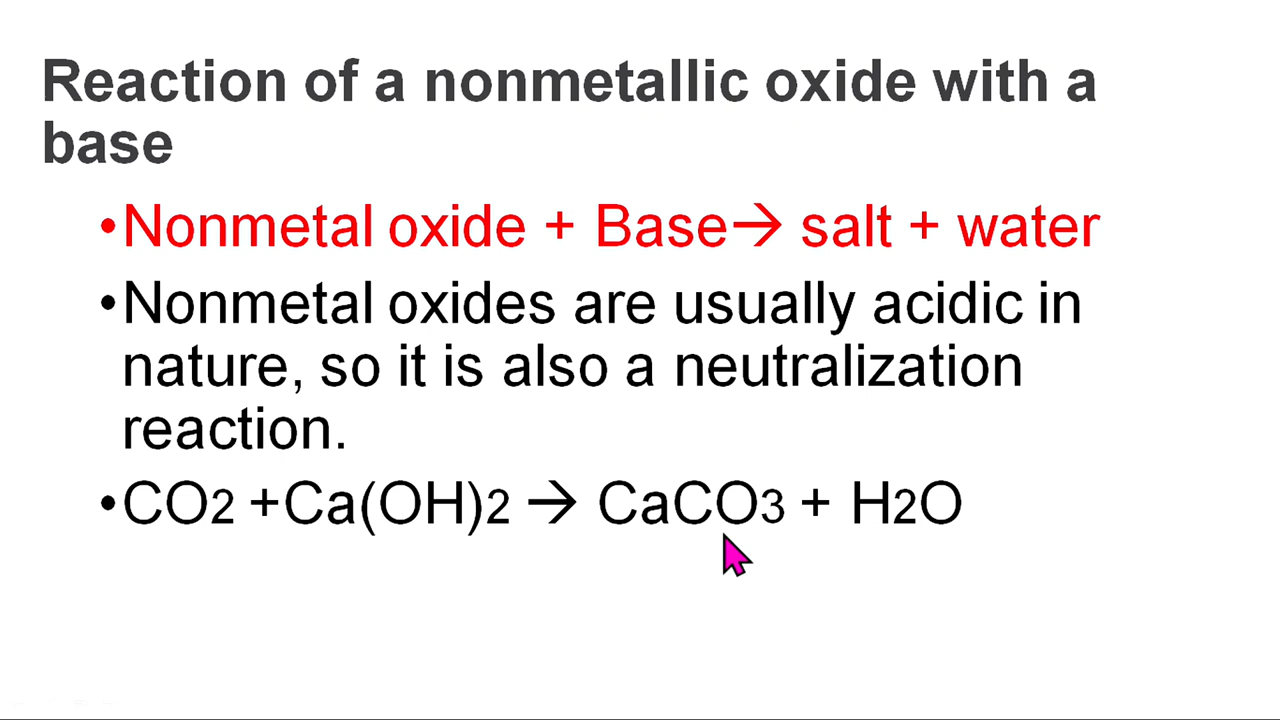 Reaction of a nonmetallic oxide with a
base
•Nonmetal oxide + Base→ salt + water
•Nonmetal oxides are usually acidic in
nature, so it is also a neutralization
reaction.
•CO2 +Ca(OH)2 → CaCO3 + H2O